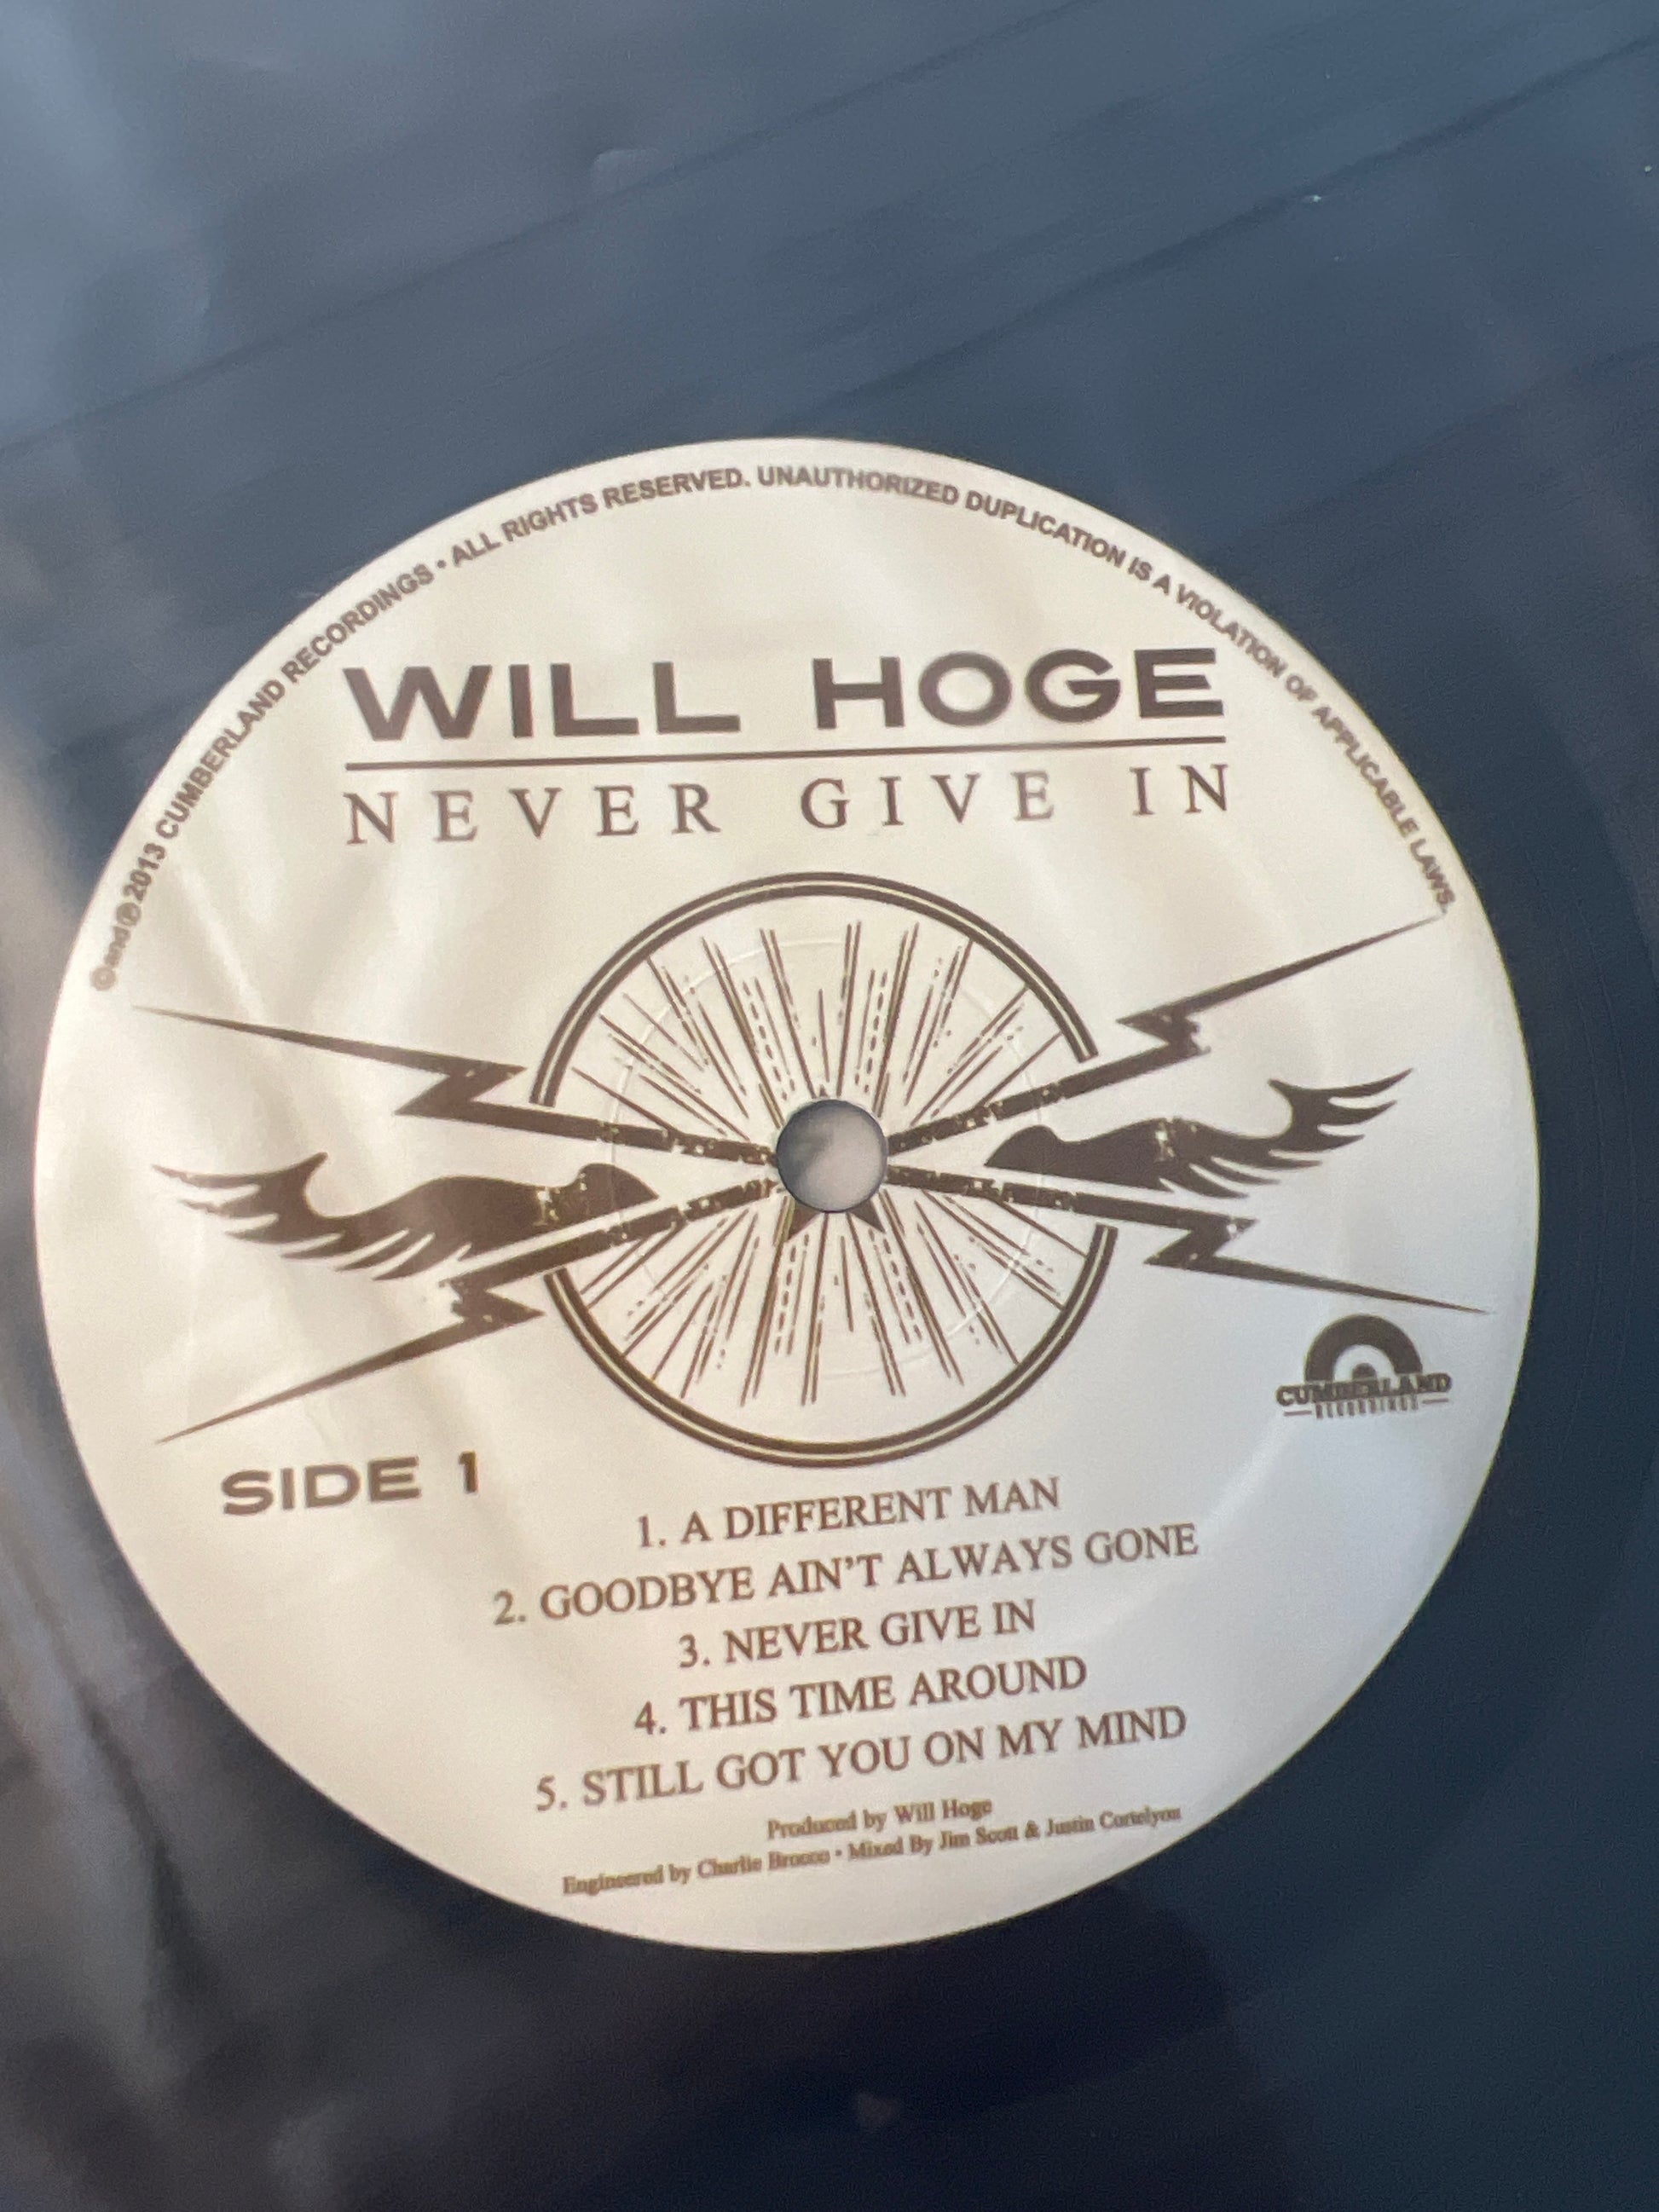 ©and℗2013 CUMBERLAND RECORDINGS • ALL RIGHTS RESERVED. UNAUTHORIZED DUPLICATION IS A VIOLATION OF APPLICABLE LAWS.
WILL HOGE
NEVER GIVE IN
CUMBERLAND
RECORDINGS
SIDE 1
1. A DIFFERENT MAN
2. GOODBYE AIN'T ALWAYS GONE
3. NEVER GIVE IN
4. THIS TIME AROUND
5. STILL GOT YOU ON MY MIND
Produced by Will Hoge
Engineered by Charlie Brocco • Mixed By Jim Scott & Justin Cortelyou